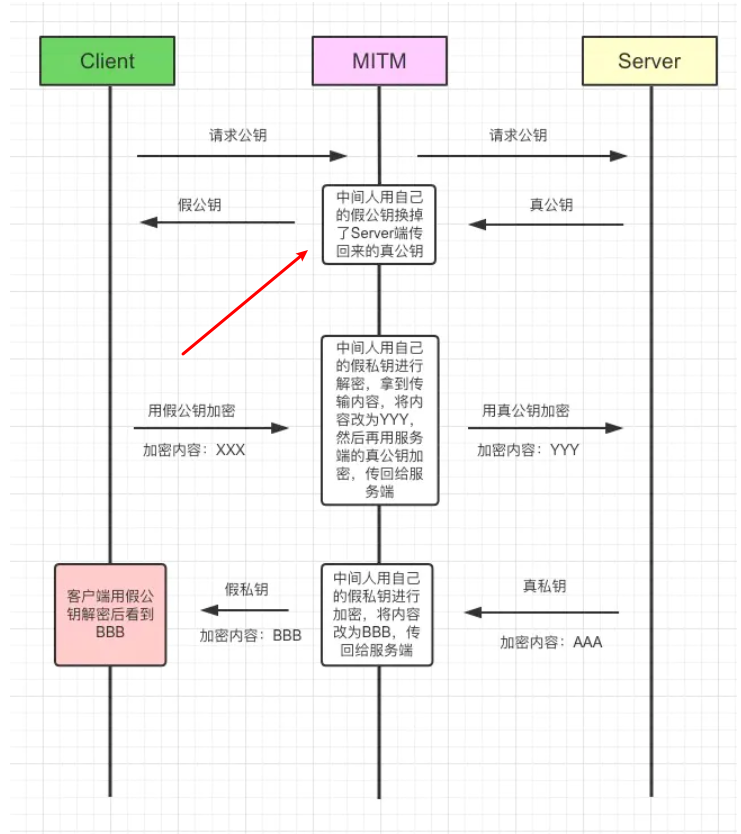 Client
MITM
Server
请求公钥
请求公钥
假公钥
中间人用自己
的假公钥换掉
了Server端传
回来的真公钥
真公钥
中间人用自己
的假私钥进行
解密，拿到传
输内容，将内
容改为YYY，
然后再用服务
端的真公钥加
密，传回给服
务端
用假公钥加密
加密内容：XXX
用真公钥加密
加密内容：YYY
客户端用假公
钥解密后看到
BBB
假私钥
加密内容：BBB
中间人用自己
的假私钥进行
加密，将内容
改为BBB，传
回给服务端
真私钥
加密内容：AAA